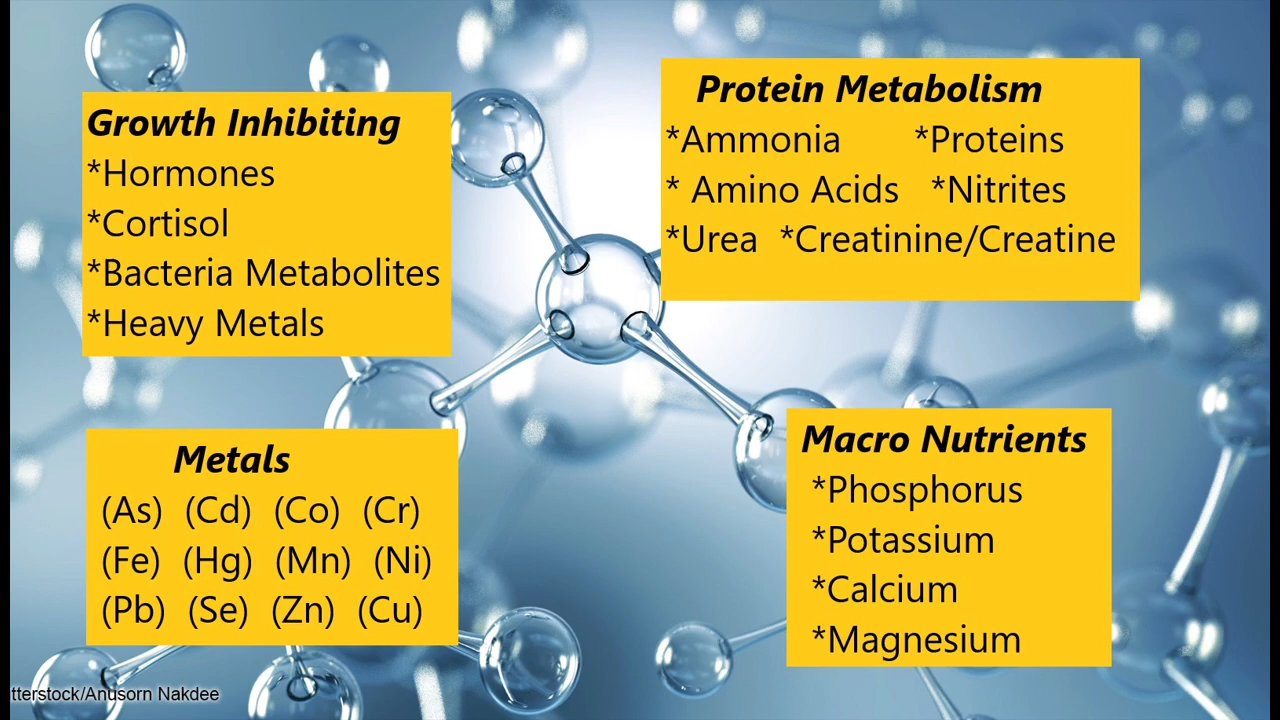 Growth Inhibiting
*Hormones
*Cortisol
*Bacteria Metabolites
*Heavy Metals
Protein Metabolism
*Ammonia *Proteins
* Amino Acids *Nitrites
*Urea *Creatinine/Creatine
Metals
(As) (Cd) (Co) (Cr)
(Fe) (Hg) (Mn) (Ni)
(Pb) (Se) (Zn) (Cu)
Macro Nutrients
*Phosphorus
*Potassium
*Calcium
*Magnesium
tterstock/Anusorn Nakdee